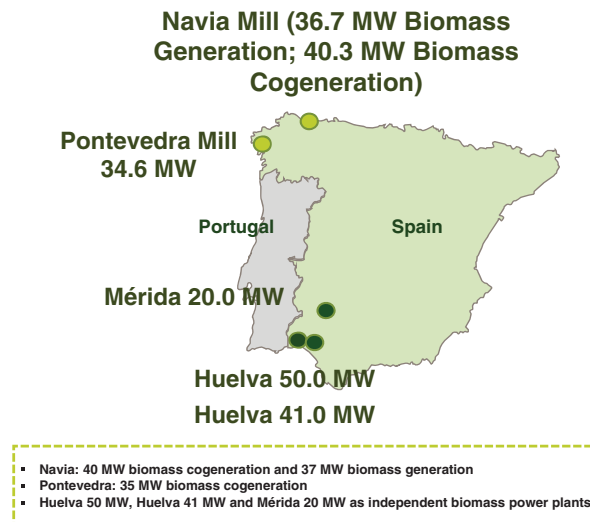 Navia Mill (36.7 MW Biomass
Generation; 40.3 MW Biomass
Cogeneration)
Pontevedra Mill
34.6 MW
Portugal
Spain
Mérida 20.0 MW
Huelva 50.0 MW
Huelva 41.0 MW
▪ Navia: 40 MW biomass cogeneration and 37 MW biomass generation
▪ Pontevedra: 35 MW biomass cogeneration
▪ Huelva 50 MW, Huelva 41 MW and Mérida 20 MW as independent biomass power plants